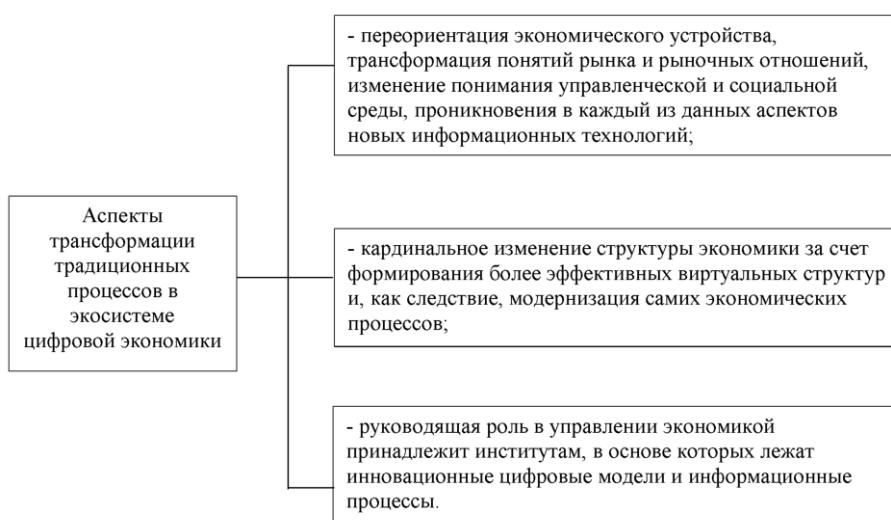 - переориентация экономического устройства,
трансформация понятий рынка и рыночных отношений,
изменение понимания управленческой и социальной
среды, проникновения в каждый из данных аспектов
новых информационных технологий;
Аспекты
трансформации
традиционных
процессов в
экосистеме
цифровой экономики
- кардинальное изменение структуры экономики за счет
формирования более эффективных виртуальных структур
и, как следствие, модернизация самих экономических
процессов;
- руководящая роль в управлении экономикой
принадлежит институтам, в основе которых лежат
инновационные цифровые модели и информационные
процессы.